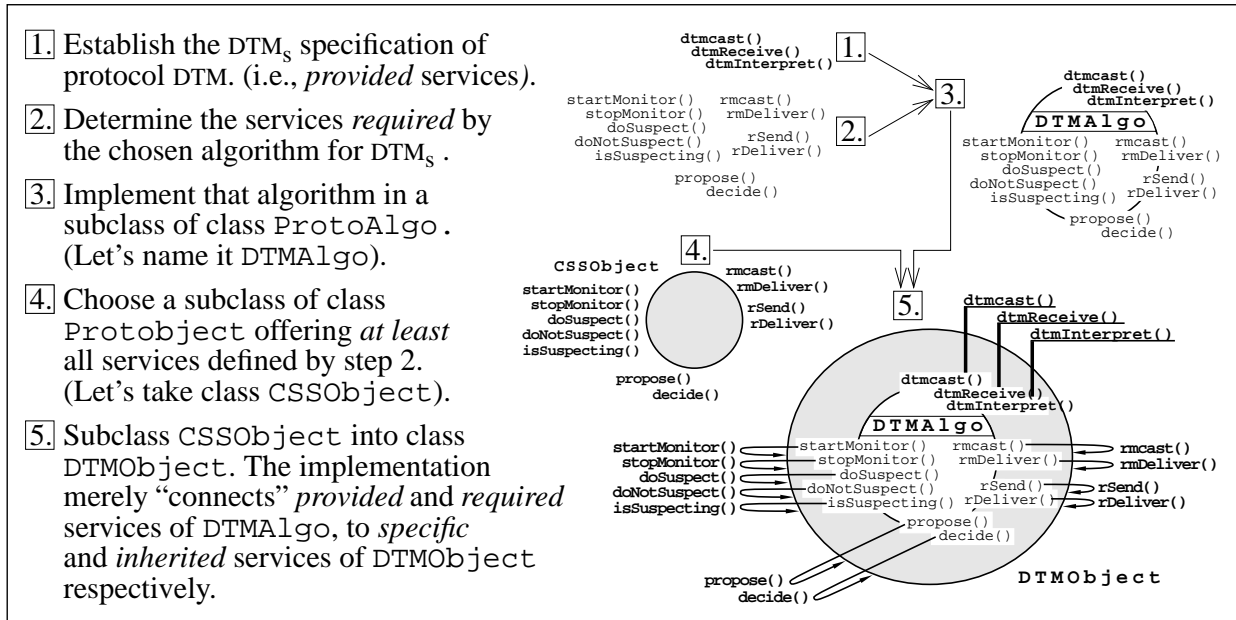 1. Establish the DTMs specification of
protocol DTM. (i.e., provided services).
2. Determine the services required by
the chosen algorithm for DTMs .
3. Implement that algorithm in a
subclass of class ProtoAlgo.
(Let's name it DTMAlgo).
4. Choose a subclass of class
Protobject offering at least
all services defined by step 2.
(Let's take class CSSObject).
5. Subclass CSSObject into class
DTMObject. The implementation
merely “connects” provided and required
services of DTMAlgo, to specific
and inherited services of DTMObject
respectively.
dtmcast()
dtmReceive()
dtmInterpret()
1.
startMonitor()
stopMonitor()
doSuspect()
doNotSuspect()
isSuspecting()
rmcast()
rmDeliver()
rSend()
rDeliver()
propose()
decide()
2.
3.
dtmcast()
dtmReceive()
dtmInterpret()
DTMAlgo
startMonitor()
stopMonitor()
doSuspect()
doNotSuspect()
isSuspecting()
rmcast()
rmDeliver()
rSend()
rDeliver()
propose()
decide()
4.
CSSObject
startMonitor()
stopMonitor()
doSuspect()
doNotSuspect()
isSuspecting()
rmcast()
rmDeliver()
rSend()
rDeliver()
propose()
decide()
5.
dtmcast()
dtmReceive()
dtmInterpret()
dtmcast()
dtmReceive()
dtmInterpret()
DTMAlgo
startMonitor()
stopMonitor()
doSuspect()
doNotSuspect()
isSuspecting()
startMonitor()
stopMonitor()
doSuspect()
doNotSuspect()
isSuspecting()
rmcast()
rmDeliver()
rSend()
rDeliver()
rmcast()
rmDeliver()
rSend()
rDeliver()
propose()
decide()
propose()
decide()
DTMObject